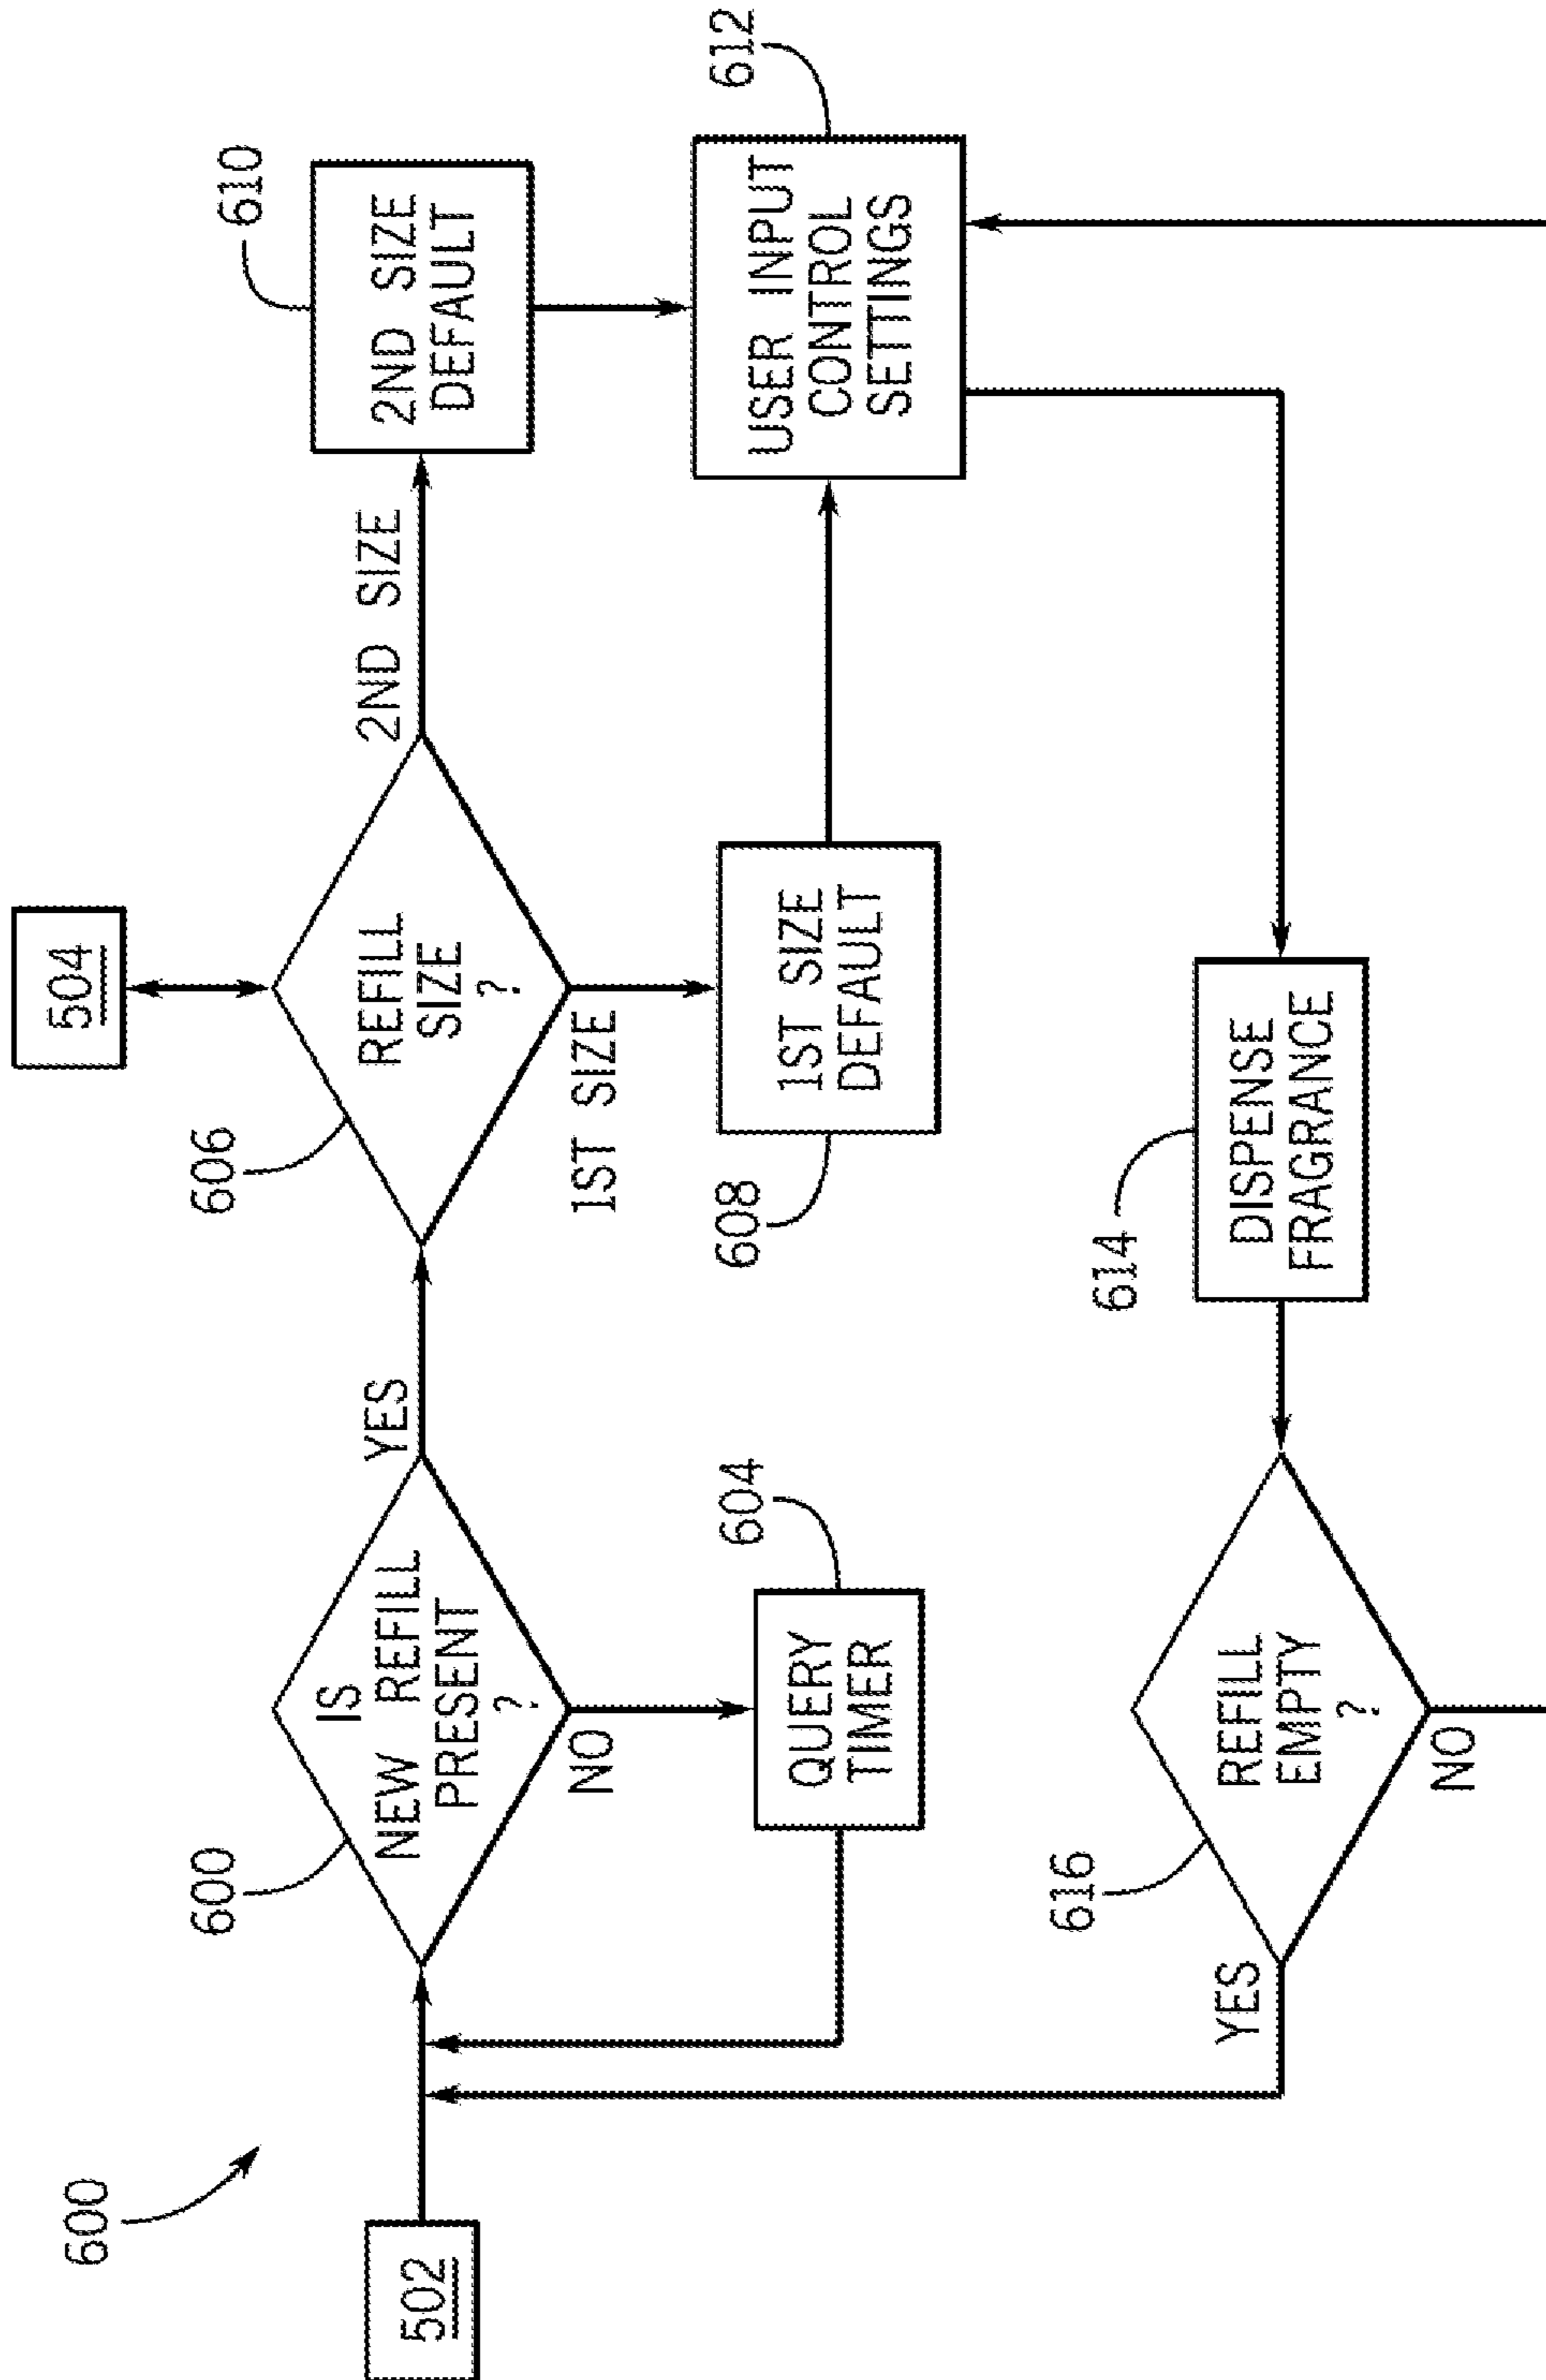 600
502
600
IS
NEW REFILL
PRESENT
?
YES
NO
604
QUERY
TIMER
504
606
REFILL
SIZE
?
2ND SIZE
1ST SIZE
608
1ST SIZE
DEFAULT
610
2ND SIZE
DEFAULT
612
USER INPUT
CONTROL
SETTINGS
614
DISPENSE
FRAGRANCE
616
REFILL
EMPTY
?
YES
NO